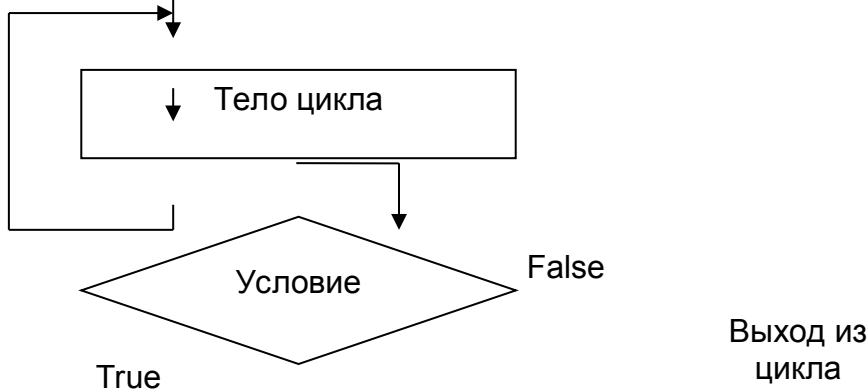 Тело цикла
Условие
False
Выход из
цикла
True